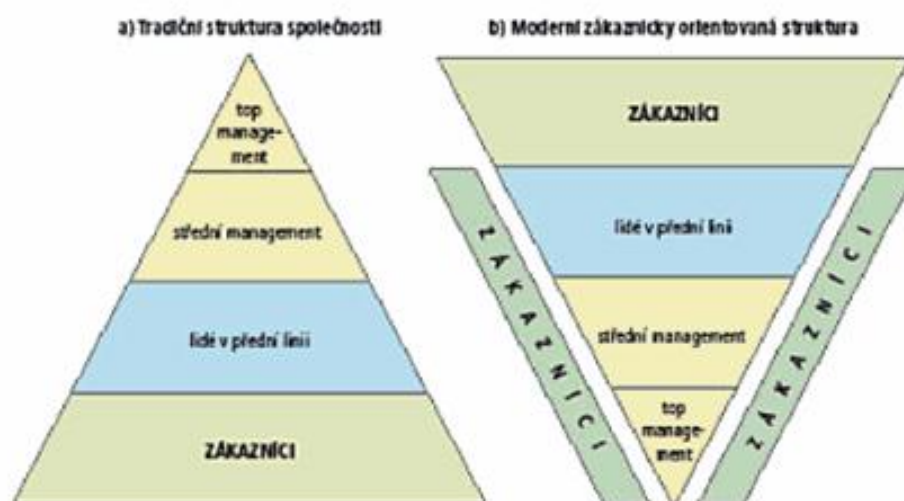 a) Tradiční struktura společnosti
top
manage-
ment
střední management
lidé v přední linii
ZÁKAZNÍCI
b) Moderní zákaznicky orientovaná struktura
ZÁKAZNÍCI
lidé v přední linii
střední management
top
manage-
ment
ZÁKAZNÍCI
ZÁKAZNÍCI